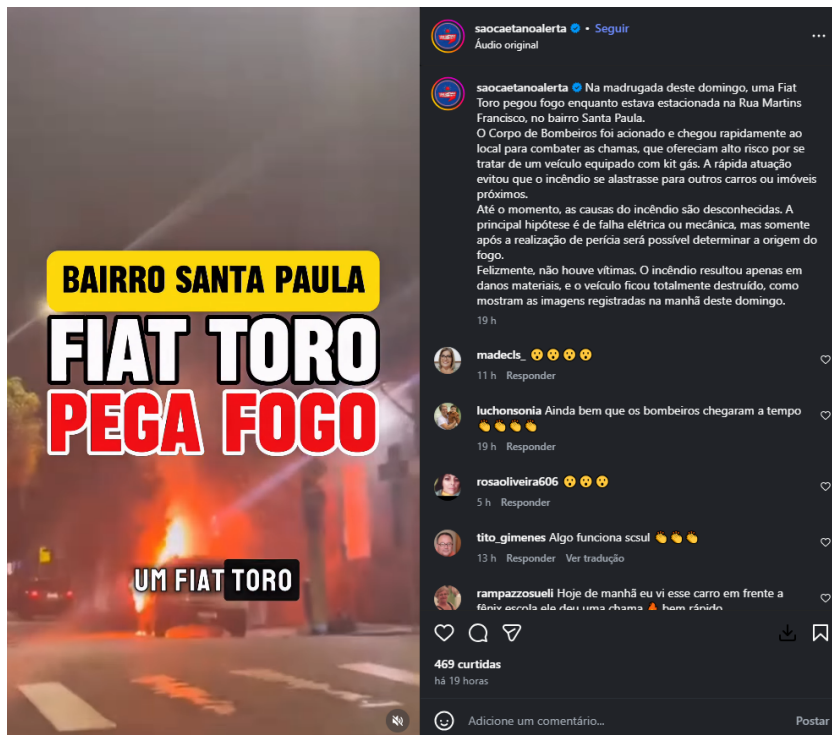 BAIRRO SANTA PAULA
FIAT TORO
PEGA FOGO
UM FIAT TORO
saocaetanoalerta • Seguir
Áudio original
saocaetanoalerta Na madrugada deste domingo, uma Fiat
Toro pegou fogo enquanto estava estacionada na Rua Martins
Francisco, no bairro Santa Paula.
O Corpo de Bombeiros foi acionado e chegou rapidamente ao
local para combater as chamas, que ofereciam alto risco por se
tratar de um veículo equipado com kit gás. A rápida atuação
evitou que o incêndio se alastrasse para outros carros ou imóveis
próximos.
Até o momento, as causas do incêndio são desconhecidas. A
principal hipótese é de falha elétrica ou mecânica, mas somente
após a realização de perícia será possível determinar a origem do
fogo.
Felizmente, não houve vítimas. O incêndio resultou apenas em
danos materiais, e o veículo ficou totalmente destruído, como
mostram as imagens registradas na manhã deste domingo.
19 h
madecls_ 😮😮😮😮
11 h Responder
luchonsonia Ainda bem que os bombeiros chegaram a tempo
👏👏👏👏
19 h Responder
rosaoliveira606 😮😮😮
5 h Responder
tito_gimenes Algo funciona scsul 👏👏👏
13 h Responder Ver tradução
rampazzosueli Hoje de manhã eu vi esse carro em frente a
fênix escola ele deu uma chama 🔥 bem rápido
469 curtidas
há 19 horas
Adicione um comentário...
Postar